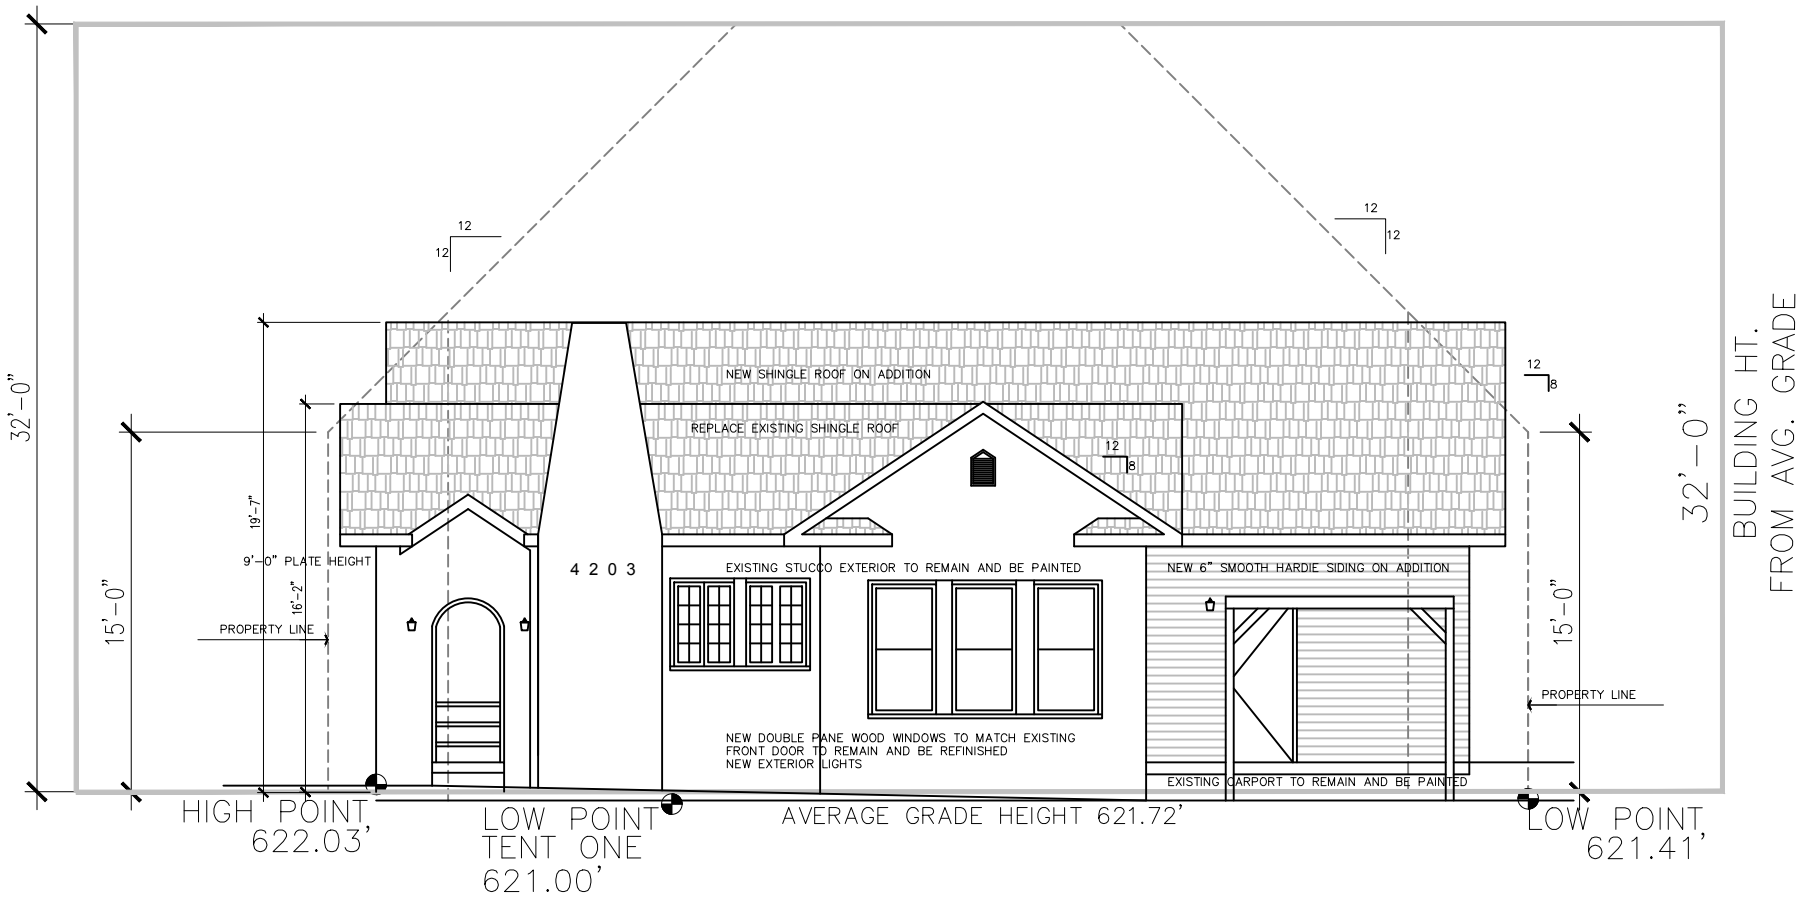 12
12
12
12
32'-0"
NEW SHINGLE ROOF ON ADDITION
12
8
REPLACE EXISTING SHINGLE ROOF
12
8
32'-0"
BUILDING HT.
FROM AVG. GRADE
19'-7"
9'-0" PLATE HEIGHT
4203
EXISTING STUCCO EXTERIOR TO REMAIN AND BE PAINTED
NEW 6" SMOOTH HARDIE SIDING ON ADDITION
15'-0"
16'-2"
15'-0"
PROPERTY LINE
PROPERTY LINE
NEW DOUBLE PANE WOOD WINDOWS TO MATCH EXISTING
FRONT DOOR TO REMAIN AND BE REFINISHED
NEW EXTERIOR LIGHTS
EXISTING CARPORT TO REMAIN AND BE PAINTED
HIGH POINT,
622.03'
LOW POINT
TENT ONE
621.00'
AVERAGE GRADE HEIGHT 621.72'
LOW POINT,
621.41'